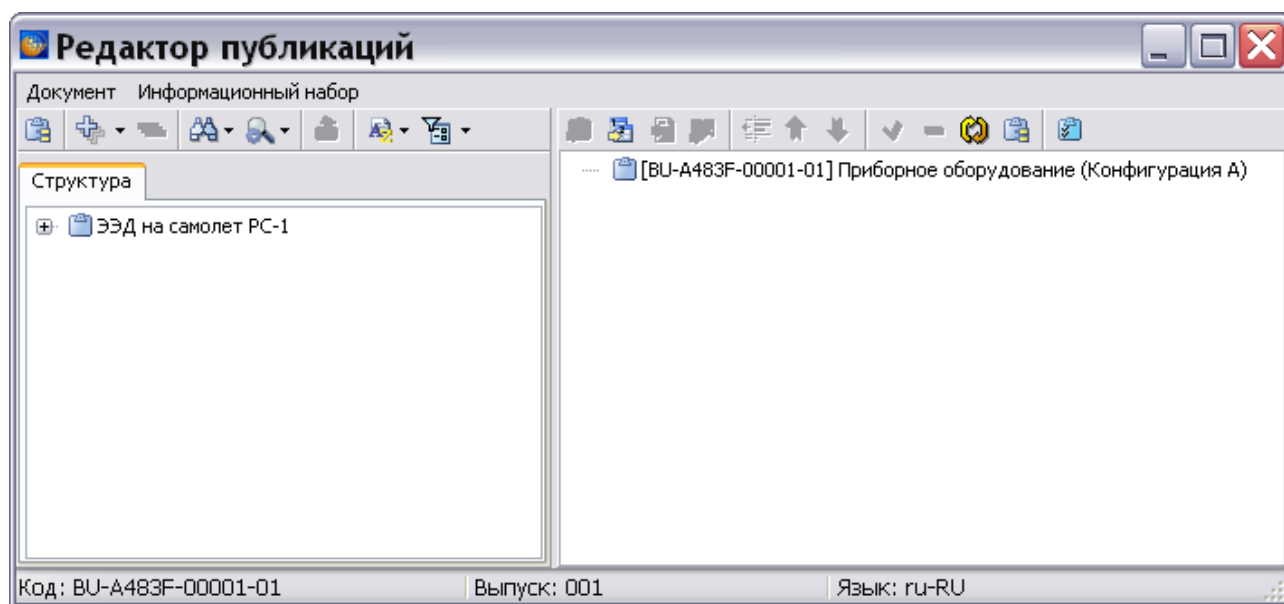 Редактор публикаций
Документ Информационный набор
Структура
ЭЭД на самолет РС-1
[BU-A483F-00001-01] Приборное оборудование (Конфигурация А)
Код: BU-A483F-00001-01 Выпуск: 001 Язык: ru-RU